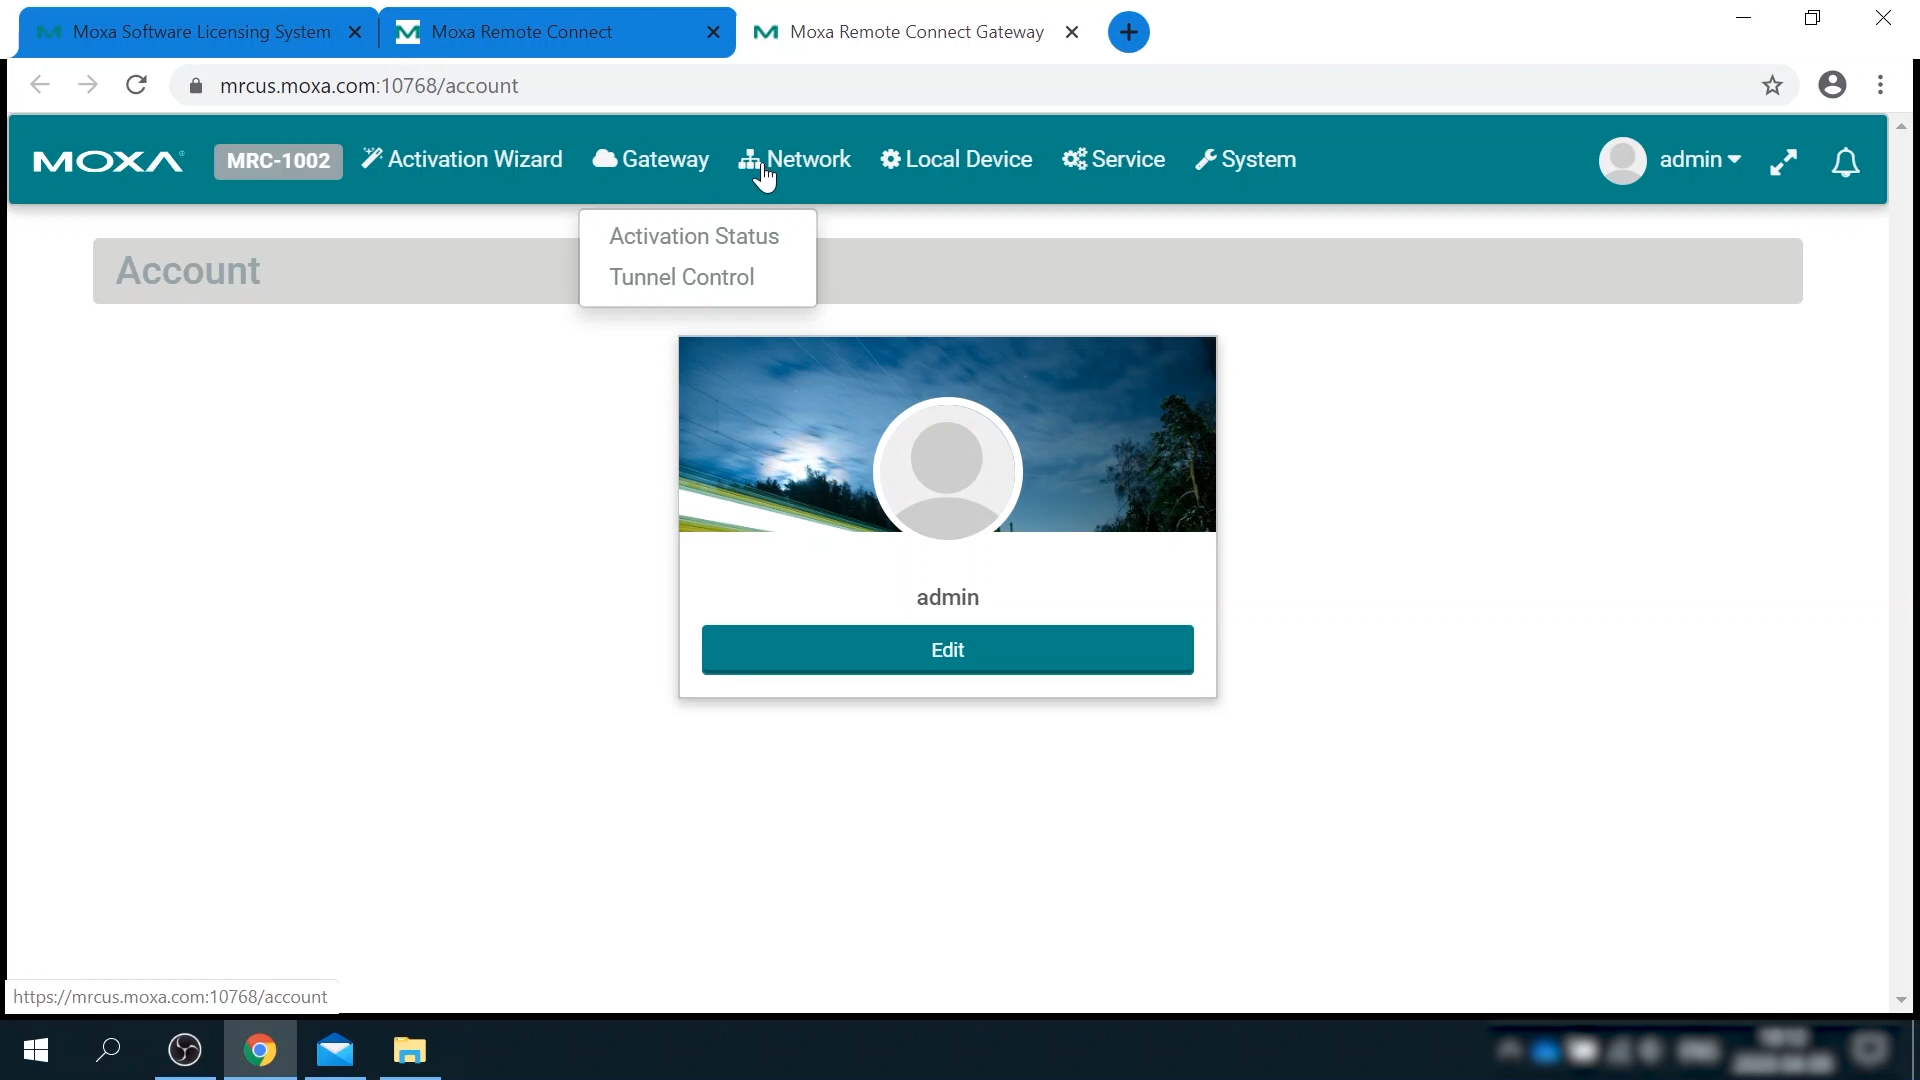 Moxa Software Licensing System
Moxa Remote Connect
Moxa Remote Connect Gateway
mrcus.moxa.com:10768/account
MOXA MRC-1002 Activation Wizard Gateway Network Local Device Service System admin
Activation Status
Tunnel Control
Account
admin
Edit
https://mrcus.moxa.com:10768/account